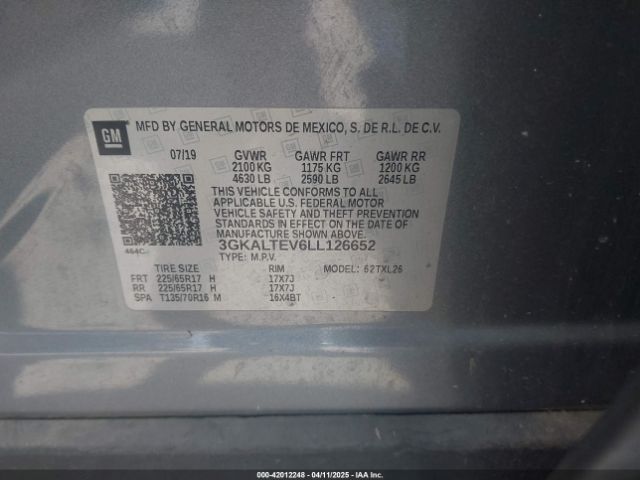 GM
MFD BY GENERAL MOTORS DE MEXICO, S. DE R.L. DE C.V.
07/19 GVWR GAWR FRT GAWR RR
2100 KG 1175 KG 1200 KG
4630 LB 2590 LB 2645 LB
THIS VEHICLE CONFORMS TO ALL
APPLICABLE U.S. FEDERAL MOTOR
VEHICLE SAFETY AND THEFT PREVENTION
STANDARDS IN EFFECT ON THE DATE OF
MANUFACTURE SHOWN ABOVE.
3GKALTEV6LL126652
TYPE: M.P.V.
TIRE SIZE RIM MODEL: 62TXL26
FRT 225/65R17 H 17X7J
RR 225/65R17 H 17X7J
SPA T135/70R16 M 16X4BT
000-42012248 - 04/11/2025 - IAA Inc.